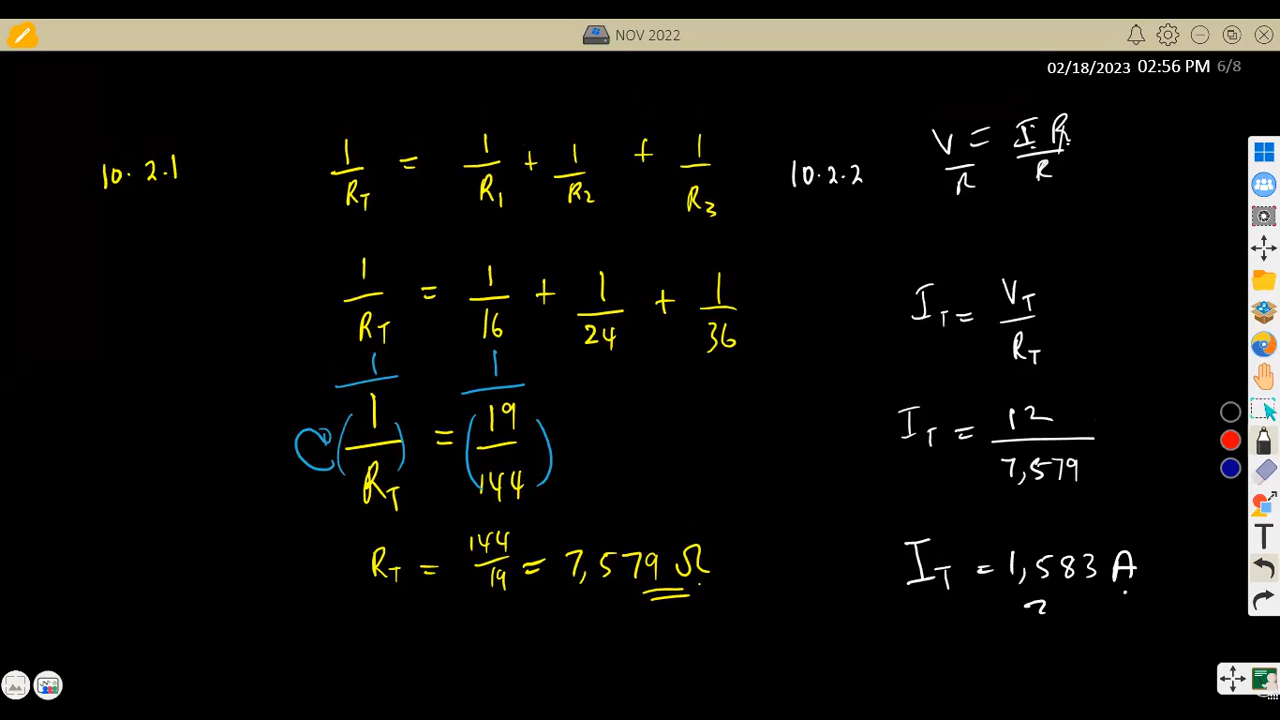 NOV 2022
02/18/2023 02:56 PM 6/8
10.2.1
1/R_T = 1/R_1 + 1/R_2 + 1/R_3
1/R_T = 1/16 + 1/24 + 1/36
1/(1/R_T) = 1/(19/144)
R_T = 144/19 = 7,579 Ω
10.2.2
V/R = IR/R
I_T = V_T/R_T
I_T = 12/7,579
I_T = 1,583 A
T